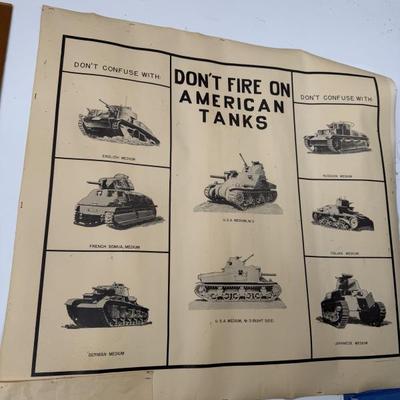 DON'T CONFUSE WITH:
ENGLISH MEDIUM
FRENCH SOMUA, MEDIUM
GERMAN MEDIUM
DON'T FIRE ON
AMERICAN
TANKS
U.S.A. MEDIUM, M-3
U.S.A. MEDIUM, M-3 (RIGHT SIDE)
DON'T CONFUSE WITH:
RUSSIAN MEDIUM
ITALIAN MEDIUM
JAPANESE, MEDIUM